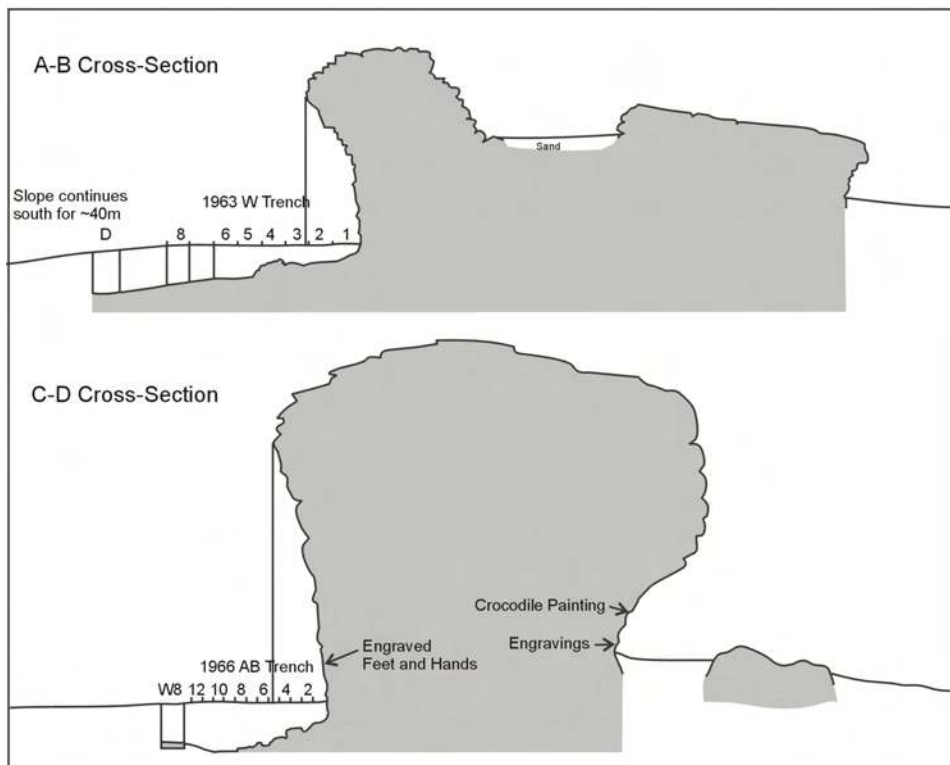 A-B Cross-Section
Sand
Slope continues
south for ~40m
1963 W Trench
D 8 6 5 4 3 2 1
C-D Cross-Section
Crocodile Painting
Engravings
Engraved
Feet and Hands
1966 AB Trench
W8 12 10 8 6 4 2